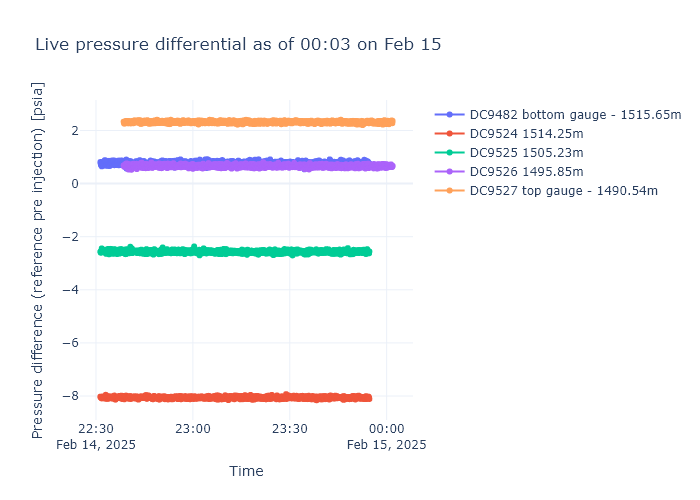 Live pressure differential as of 00:03 on Feb 15
Pressure difference (reference pre injection) [psia]
2
0
−2
−4
−6
−8
22:30
Feb 14, 2025
23:00
23:30
00:00
Feb 15, 2025
Time
DC9482 bottom gauge - 1515.65m
DC9524 1514.25m
DC9525 1505.23m
DC9526 1495.85m
DC9527 top gauge - 1490.54m